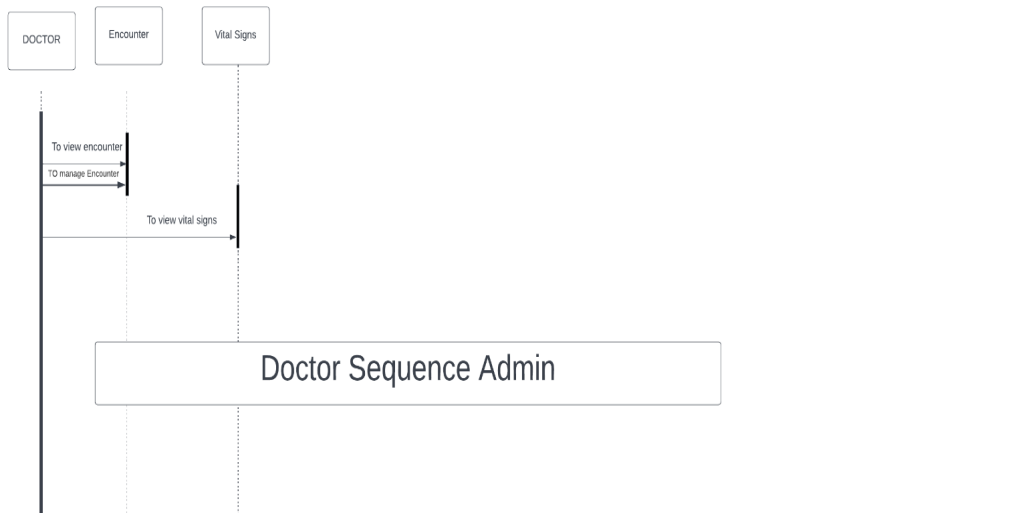 DOCTOR
Encounter
Vital Signs
To view encounter
TO manage Encounter
To view vital signs
Doctor Sequence Admin